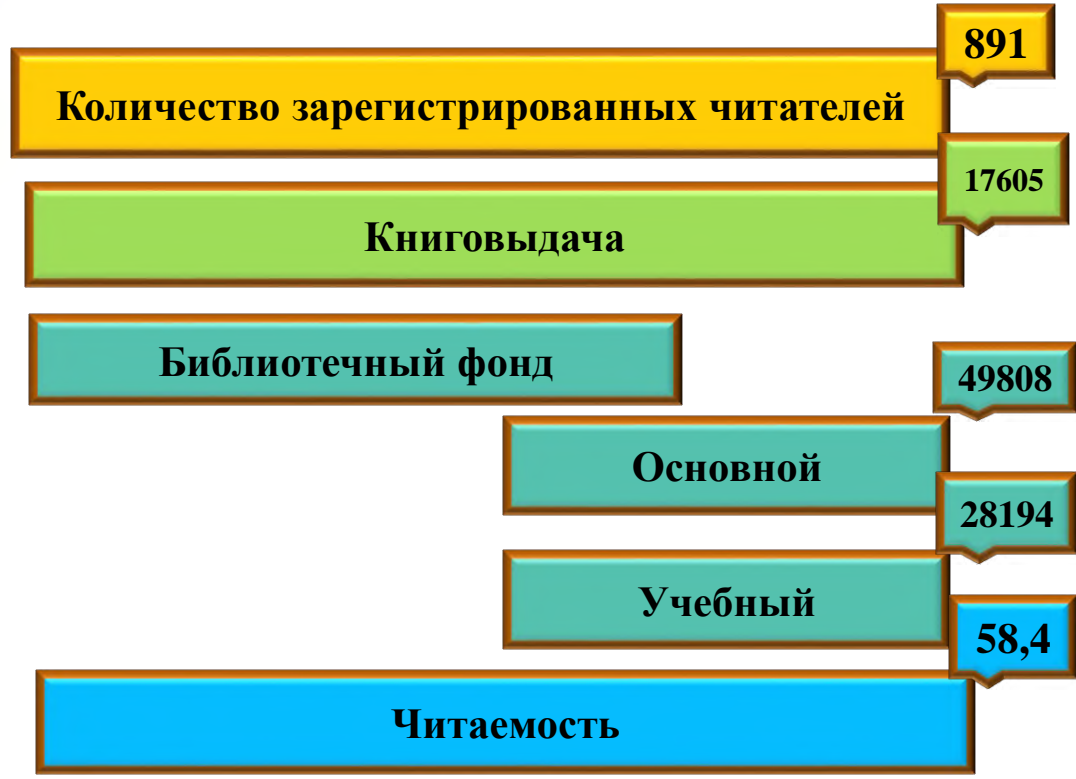 891
Количество зарегистрированных читателей
17605
Книговыдача
Библиотечный фонд
49808
Основной
28194
Учебный
58,4
Читаемость